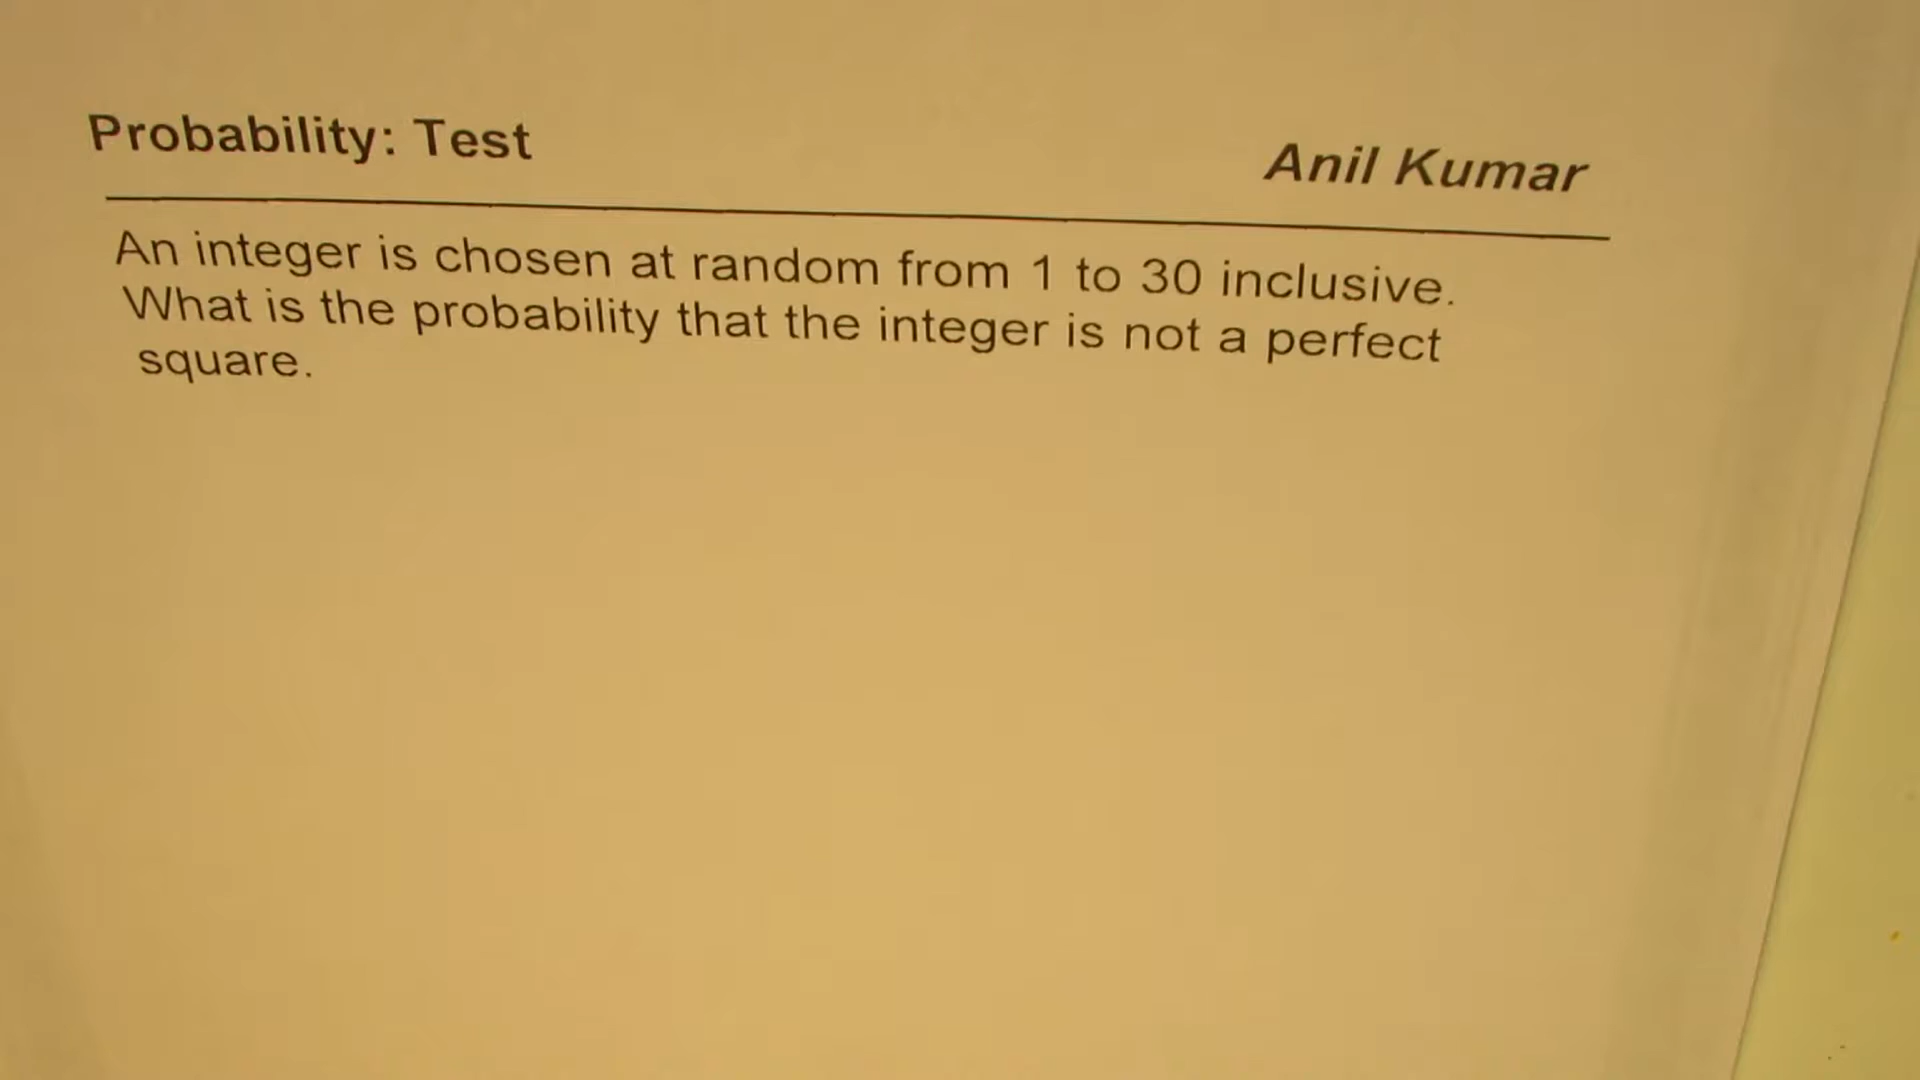 Probability: Test
Anil Kumar
An integer is chosen at random from 1 to 30 inclusive.
What is the probability that the integer is not a perfect
square.